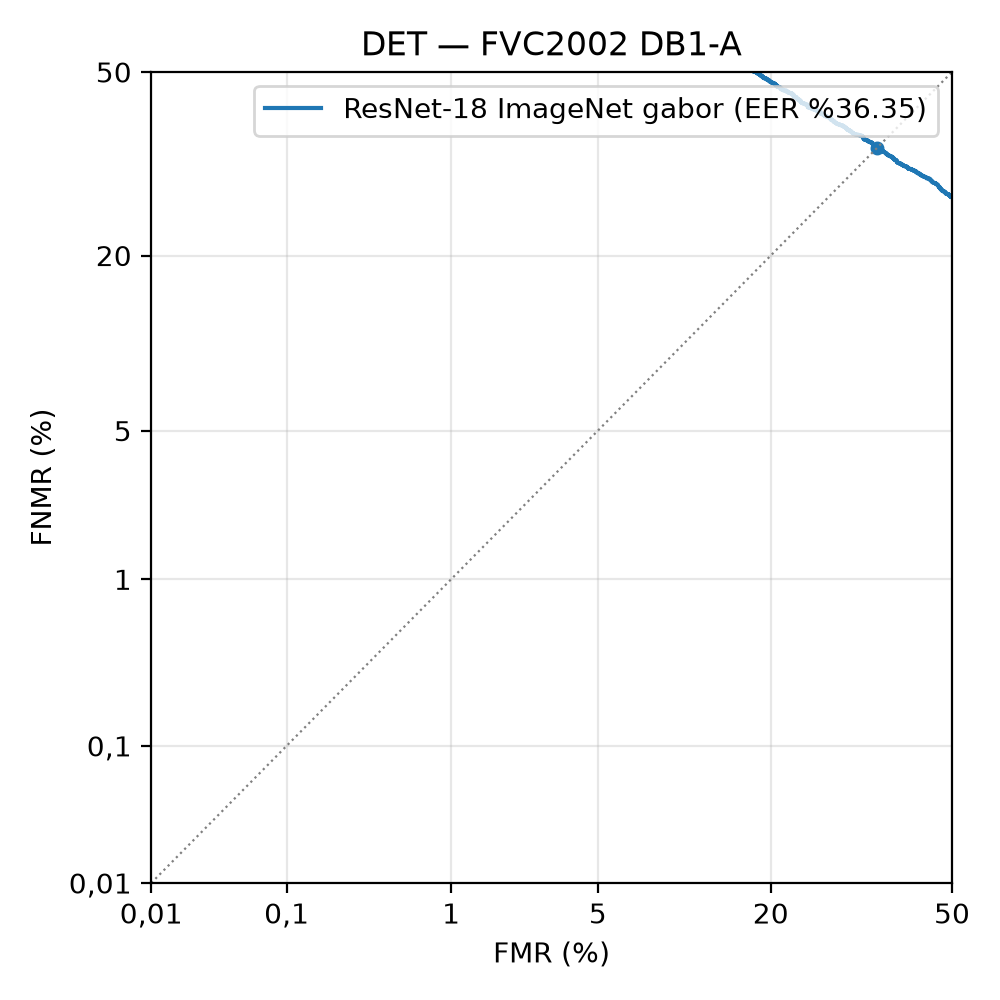 DET — FVC2002 DB1-A
ResNet-18 ImageNet gabor (EER %36.35)
FNMR (%)
50
20
5
1
0,1
0,01
0,01 0,1 1 5 20 50
FMR (%)